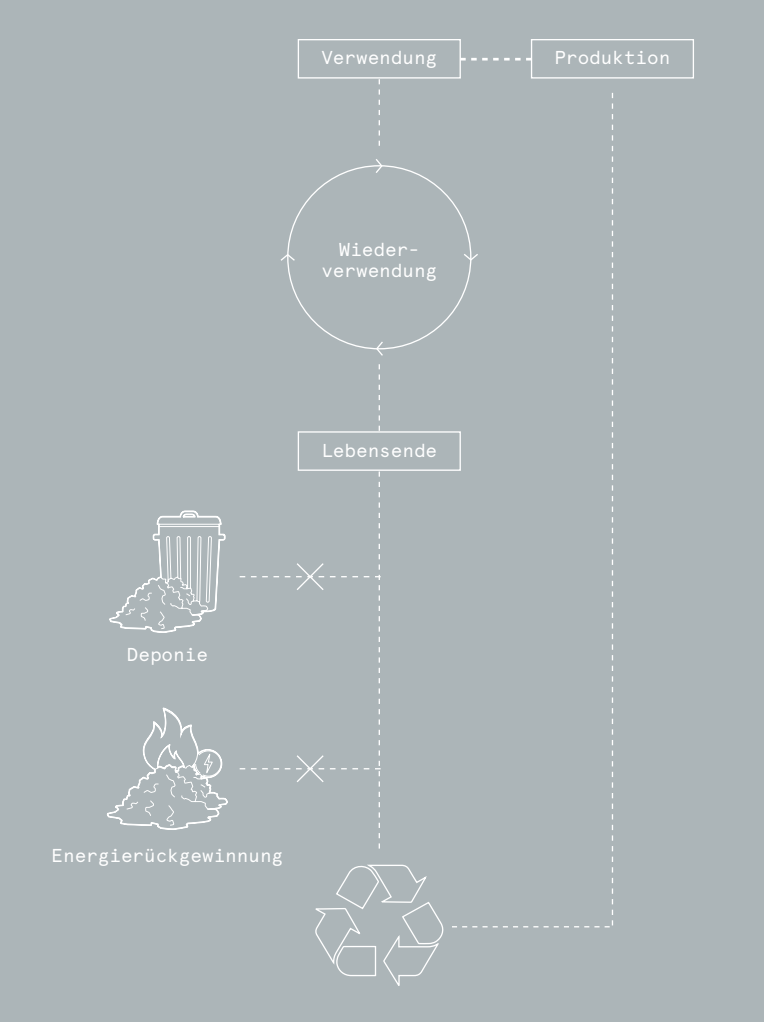 Verwendung
Produktion
Wieder-
verwendung
Lebensende
Deponie
Energierückgewinnung